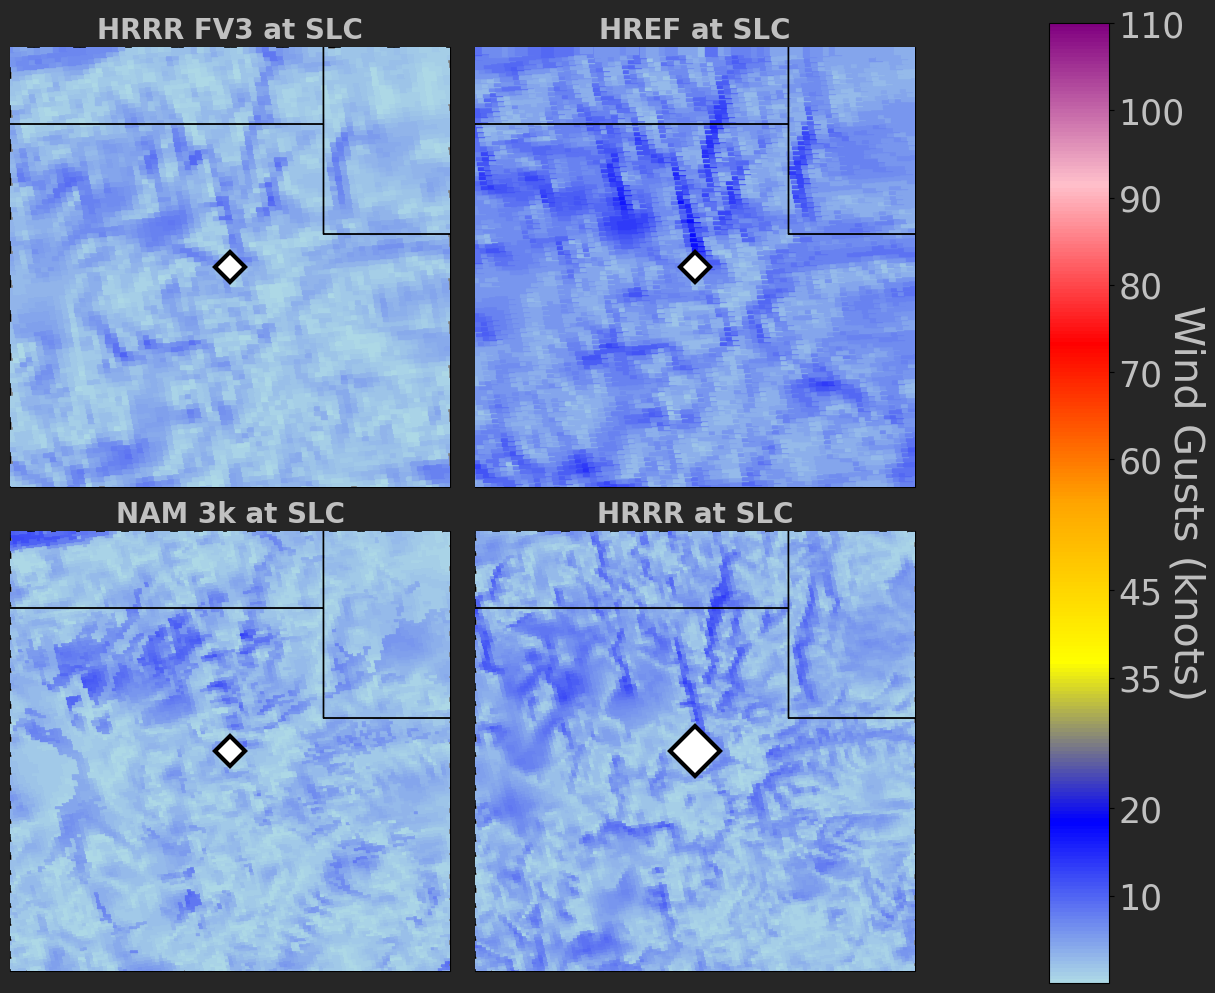 HRRR FV3 at SLC
HREF at SLC
NAM 3k at SLC
HRRR at SLC
110
100
90
80
70
60
45
35
20
10
Wind Gusts (knots)